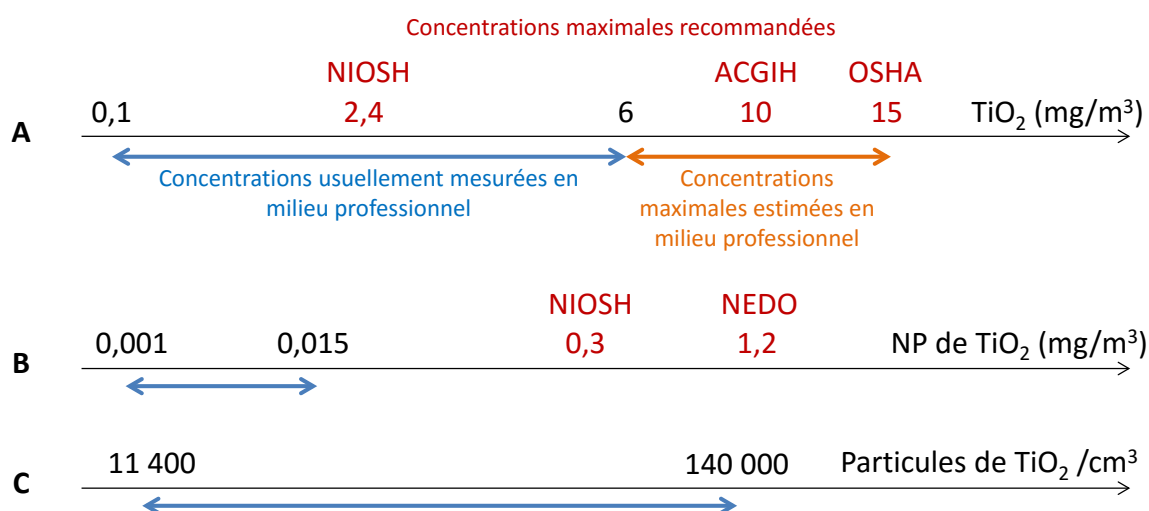 Concentrations maximales recommandées
NIOSH ACGIH OSHA
0,1 2,4 6 10 15 TiO₂ (mg/m³)
A
Concentrations usuellement mesurées en
milieu professionnel
Concentrations
maximales estimées en
milieu professionnel
NIOSH NEDO
0,001 0,015 0,3 1,2 NP de TiO₂ (mg/m³)
B
11 400 140 000 Particules de TiO₂ /cm³
C